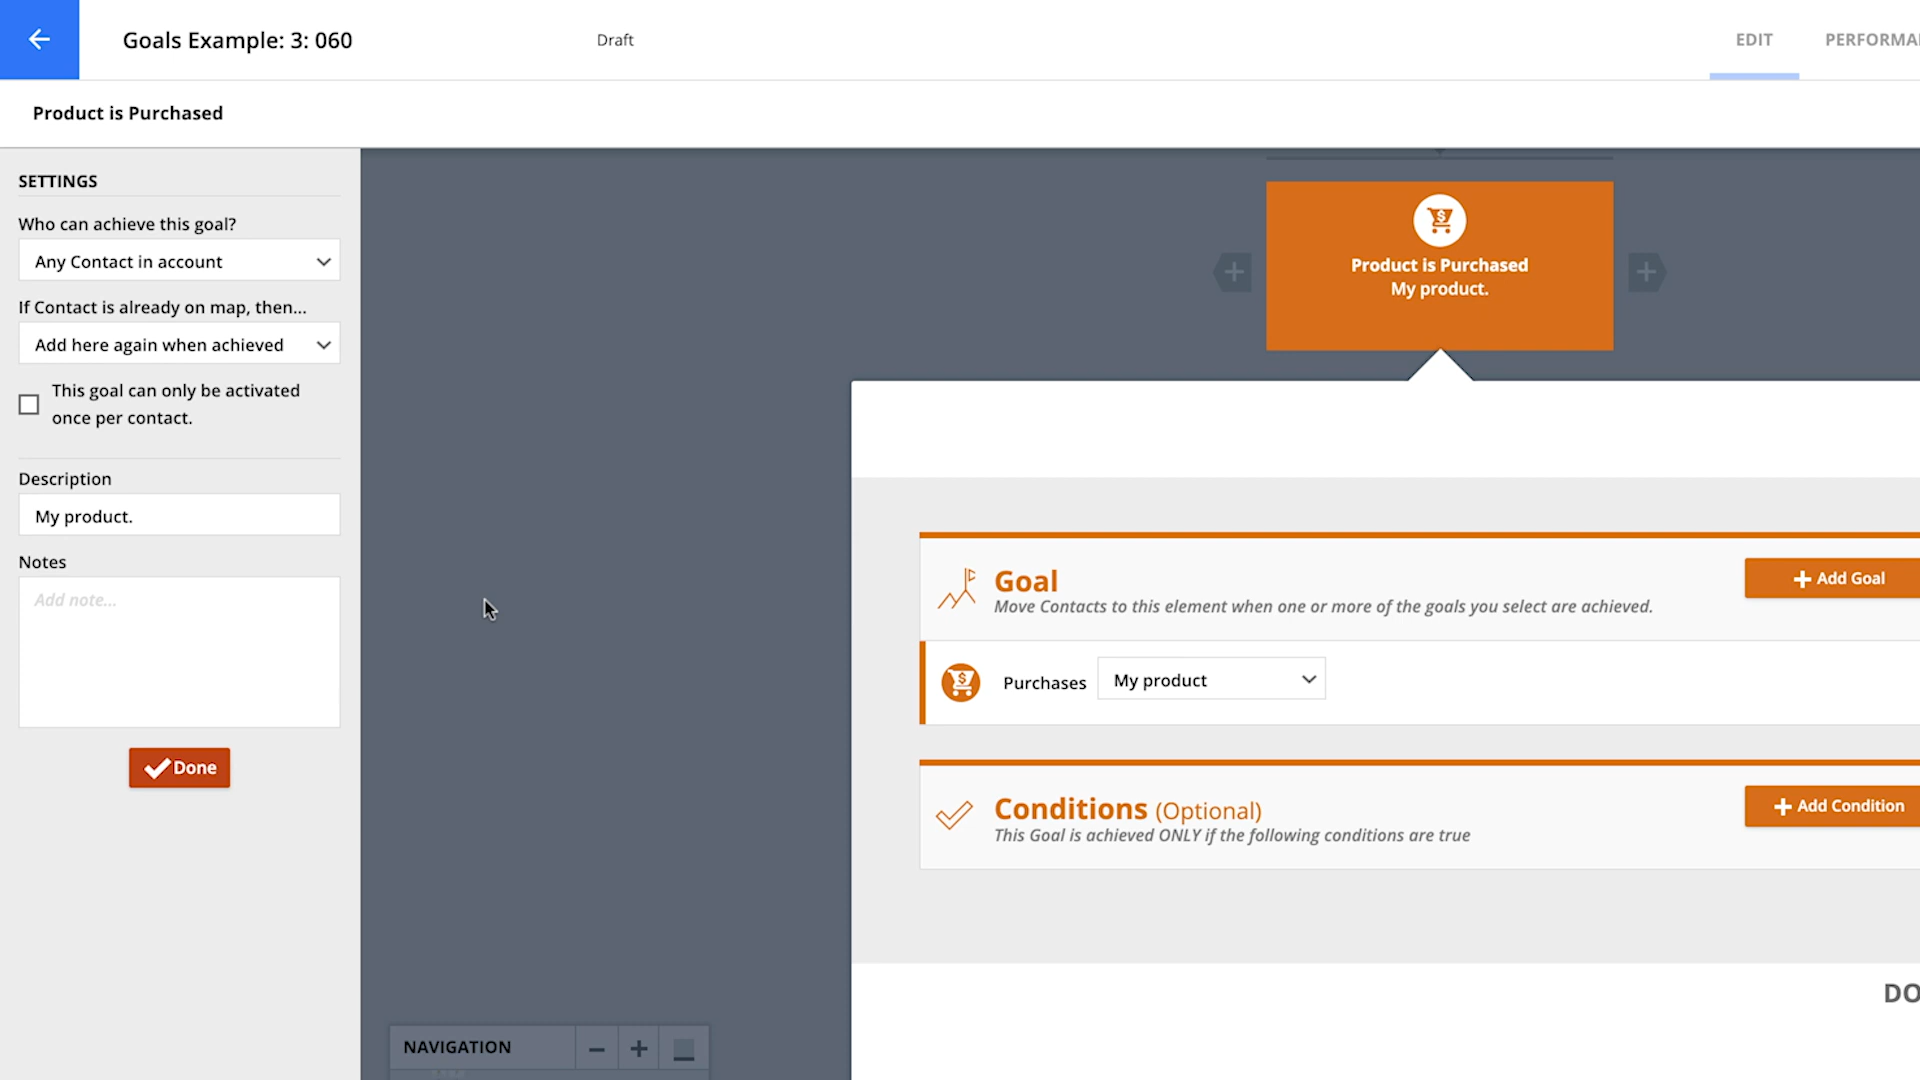 Goals Example: 3: 060
Draft
EDIT
PERFORMA
Product is Purchased
SETTINGS
Who can achieve this goal?
Any Contact in account
If Contact is already on map, then...
Add here again when achieved
This goal can only be activated
once per contact.
Description
My product.
Notes
Add note...
Done
Product is Purchased
My product.
Goal
Move Contacts to this element when one or more of the goals you select are achieved.
Add Goal
Purchases
My product
Conditions (Optional)
This Goal is achieved ONLY if the following conditions are true
Add Condition
DO
NAVIGATION